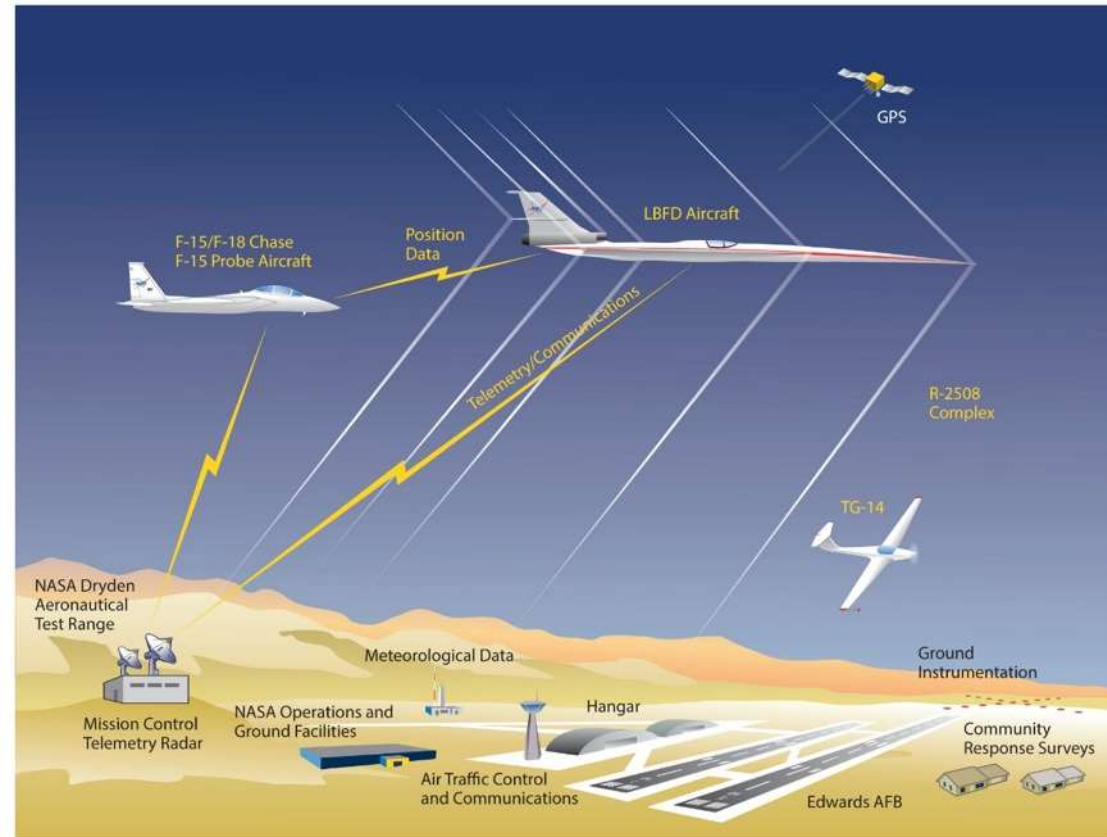 GPS
LBFD Aircraft
F-15/F-18 Chase
F-15 Probe Aircraft
Position
Data
Telemetry/Communications
R-2508
Complex
TG-14
NASA Dryden
Aeronautical
Test Range
Mission Control
Telemetry Radar
Meteorological Data
NASA Operations and
Ground Facilities
Hangar
Air Traffic Control
and Communications
Edwards AFB
Ground
Instrumentation
Community
Response Surveys